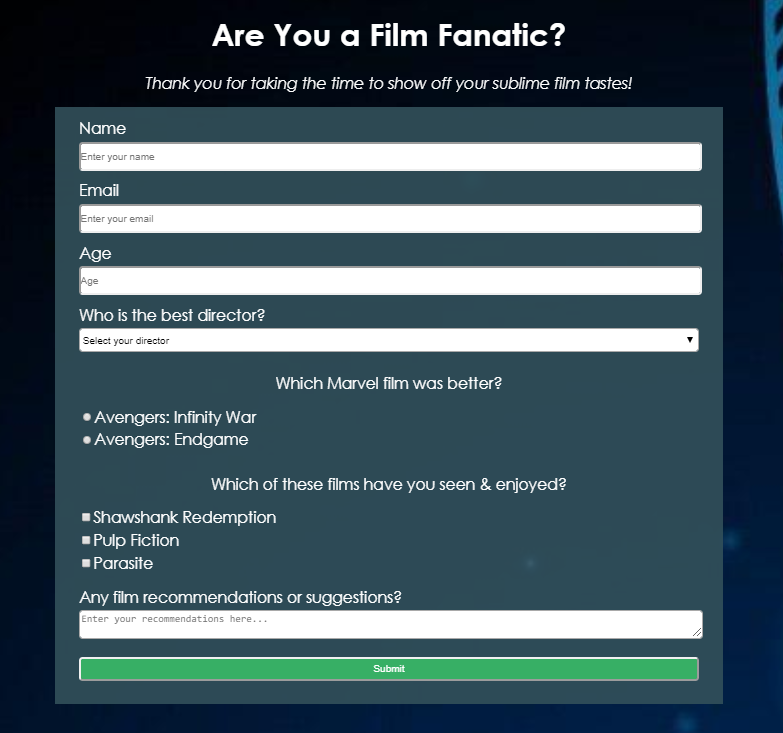 Are You a Film Fanatic?
Thank you for taking the time to show off your sublime film tastes!
Name
Enter your name
Email
Enter your email
Age
Age
Who is the best director?
Select your director
Which Marvel film was better?
Avengers: Infinity War
Avengers: Endgame
Which of these films have you seen & enjoyed?
Shawshank Redemption
Pulp Fiction
Parasite
Any film recommendations or suggestions?
Enter your recommendations here...
Submit